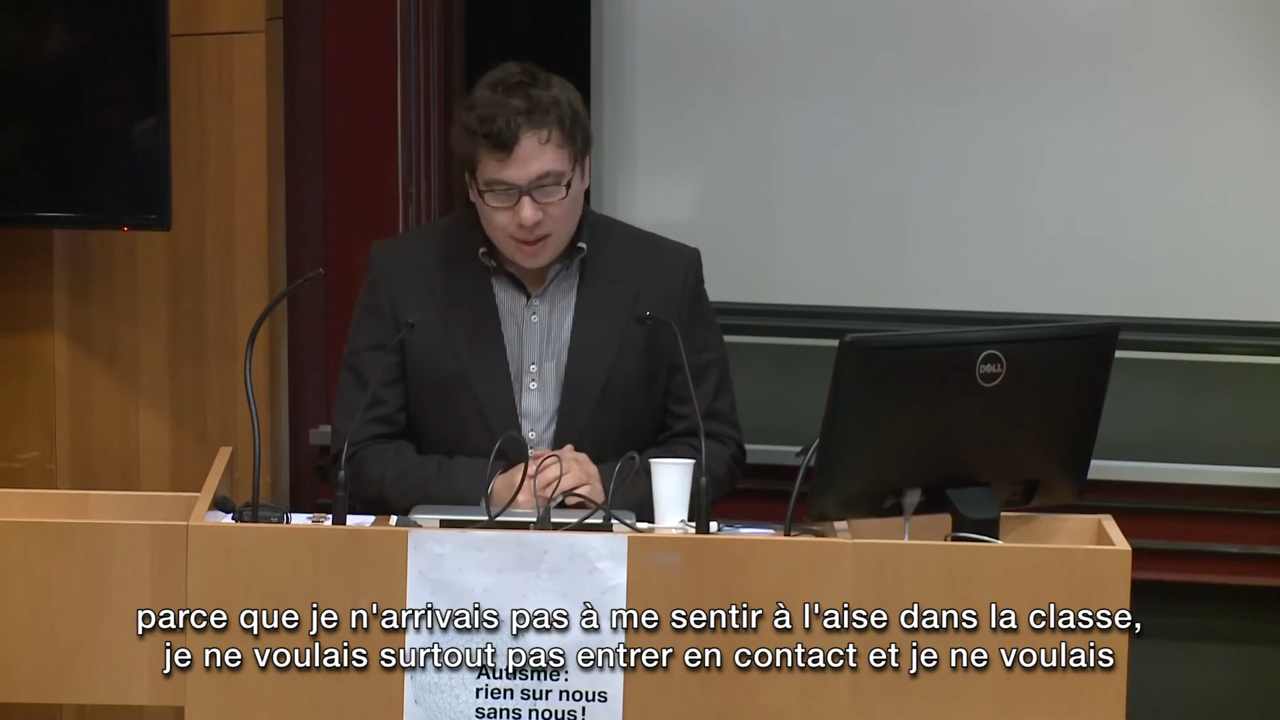 DELL
parce que je n'arrivais pas à me sentir à l'aise dans la classe,
je ne voulais surtout pas entrer en contact et je ne voulais
Autisme :
rien sur nous
sans nous !